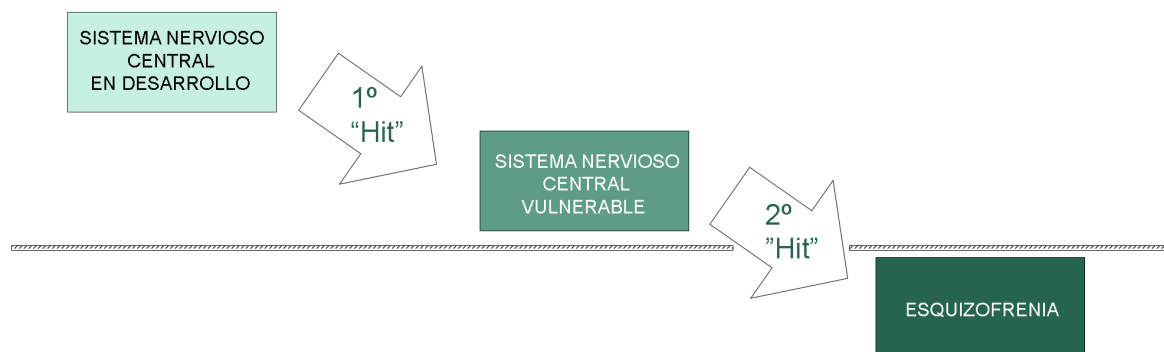 SISTEMA NERVIOSO
CENTRAL
EN DESARROLLO
1º
“Hit”
SISTEMA NERVIOSO
CENTRAL
VULNERABLE
2º
”Hit”
ESQUIZOFRENIA